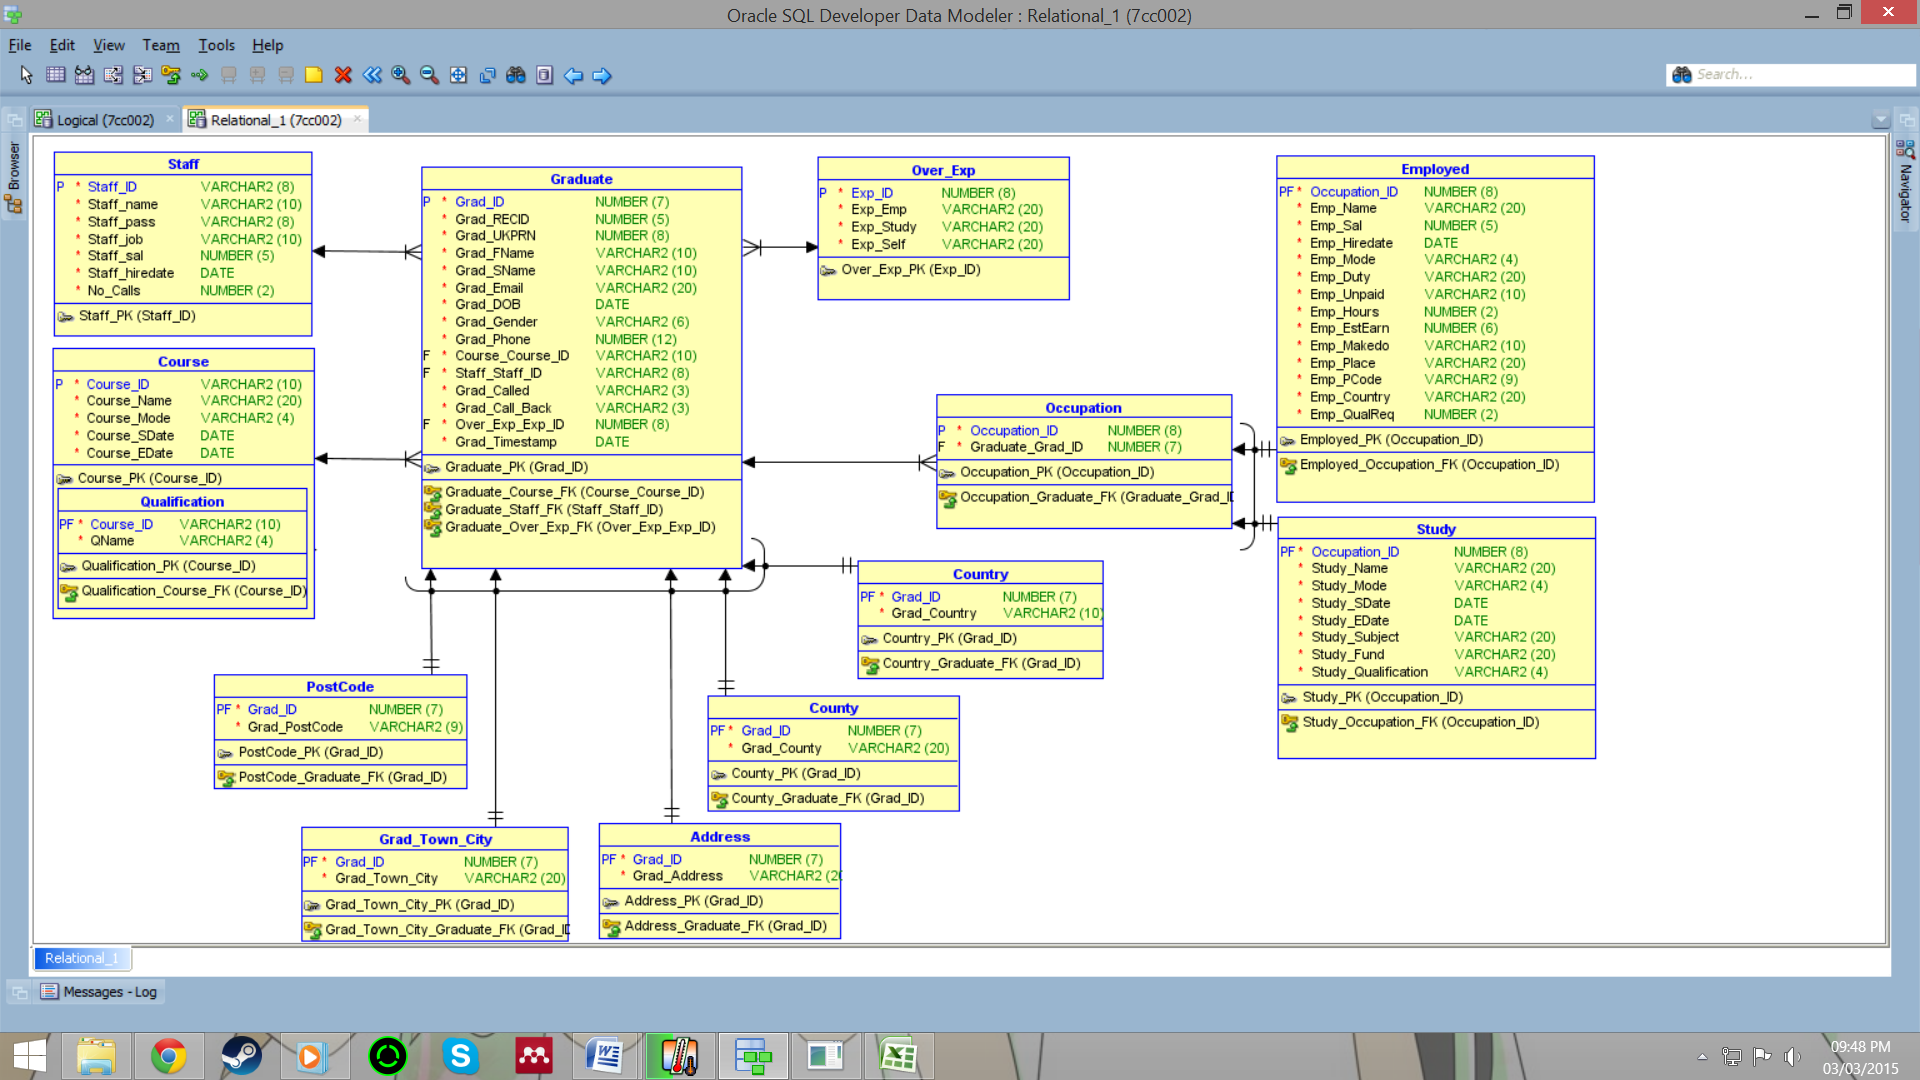 Oracle SQL Developer Data Modeler : Relational_1 (7cc002)
File Edit View Team Tools Help
Search...
Logical (7cc002)
Relational_1 (7cc002)
Browser
Navigator
Staff
P * Staff_ID VARCHAR2 (8)
* Staff_name VARCHAR2 (10)
* Staff_pass VARCHAR2 (8)
* Staff_job VARCHAR2 (10)
* Staff_sal NUMBER (5)
* Staff_hiredate DATE
* No_Calls NUMBER (2)
Staff_PK (Staff_ID)
Course
P * Course_ID VARCHAR2 (10)
* Course_Name VARCHAR2 (20)
* Course_Mode VARCHAR2 (4)
* Course_SDate DATE
* Course_EDate DATE
Course_PK (Course_ID)
Qualification
PF * Course_ID VARCHAR2 (10)
* QName VARCHAR2 (4)
Qualification_PK (Course_ID)
Qualification_Course_FK (Course_ID)
Graduate
P * Grad_ID NUMBER (7)
* Grad_RECID NUMBER (5)
* Grad_UKPRN NUMBER (8)
* Grad_FName VARCHAR2 (10)
* Grad_SName VARCHAR2 (10)
* Grad_Email VARCHAR2 (20)
* Grad_DOB DATE
* Grad_Gender VARCHAR2 (6)
* Grad_Phone NUMBER (12)
F * Course_Course_ID VARCHAR2 (10)
F * Staff_Staff_ID VARCHAR2 (8)
* Grad_Called VARCHAR2 (3)
* Grad_Call_Back VARCHAR2 (3)
F * Over_Exp_Exp_ID NUMBER (8)
* Grad_Timestamp DATE
Graduate_PK (Grad_ID)
Graduate_Course_FK (Course_Course_ID)
Graduate_Staff_FK (Staff_Staff_ID)
Graduate_Over_Exp_FK (Over_Exp_Exp_ID)
Over_Exp
P * Exp_ID NUMBER (8)
* Exp_Emp VARCHAR2 (20)
* Exp_Study VARCHAR2 (20)
* Exp_Self VARCHAR2 (20)
Over_Exp_PK (Exp_ID)
Occupation
P * Occupation_ID NUMBER (8)
F * Graduate_Grad_ID NUMBER (7)
Occupation_PK (Occupation_ID)
Occupation_Graduate_FK (Graduate_Grad_I
Employed
PF * Occupation_ID NUMBER (8)
* Emp_Name VARCHAR2 (20)
* Emp_Sal NUMBER (5)
* Emp_Hiredate DATE
* Emp_Mode VARCHAR2 (4)
* Emp_Duty VARCHAR2 (20)
* Emp_Unpaid VARCHAR2 (10)
* Emp_Hours NUMBER (2)
* Emp_EstEarn NUMBER (6)
* Emp_Makedo VARCHAR2 (10)
* Emp_Place VARCHAR2 (20)
* Emp_PCode VARCHAR2 (9)
* Emp_Country VARCHAR2 (20)
* Emp_QualReq NUMBER (2)
Employed_PK (Occupation_ID)
Employed_Occupation_FK (Occupation_ID)
Study
PF * Occupation_ID NUMBER (8)
* Study_Name VARCHAR2 (20)
* Study_Mode VARCHAR2 (4)
* Study_SDate DATE
* Study_EDate DATE
* Study_Subject VARCHAR2 (20)
* Study_Fund VARCHAR2 (20)
* Study_Qualification VARCHAR2 (4)
Study_PK (Occupation_ID)
Study_Occupation_FK (Occupation_ID)
Country
PF * Grad_ID NUMBER (7)
* Grad_Country VARCHAR2 (10)
Country_PK (Grad_ID)
Country_Graduate_FK (Grad_ID)
PostCode
PF * Grad_ID NUMBER (7)
* Grad_PostCode VARCHAR2 (9)
PostCode_PK (Grad_ID)
PostCode_Graduate_FK (Grad_ID)
County
PF * Grad_ID NUMBER (7)
* Grad_County VARCHAR2 (20)
County_PK (Grad_ID)
County_Graduate_FK (Grad_ID)
Grad_Town_City
PF * Grad_ID NUMBER (7)
* Grad_Town_City VARCHAR2 (20)
Grad_Town_City_PK (Grad_ID)
Grad_Town_City_Graduate_FK (Grad_ID
Address
PF * Grad_ID NUMBER (7)
* Grad_Address VARCHAR2 (20
Address_PK (Grad_ID)
Address_Graduate_FK (Grad_ID)
Relational_1
Messages - Log
09:48 PM
03/03/2015